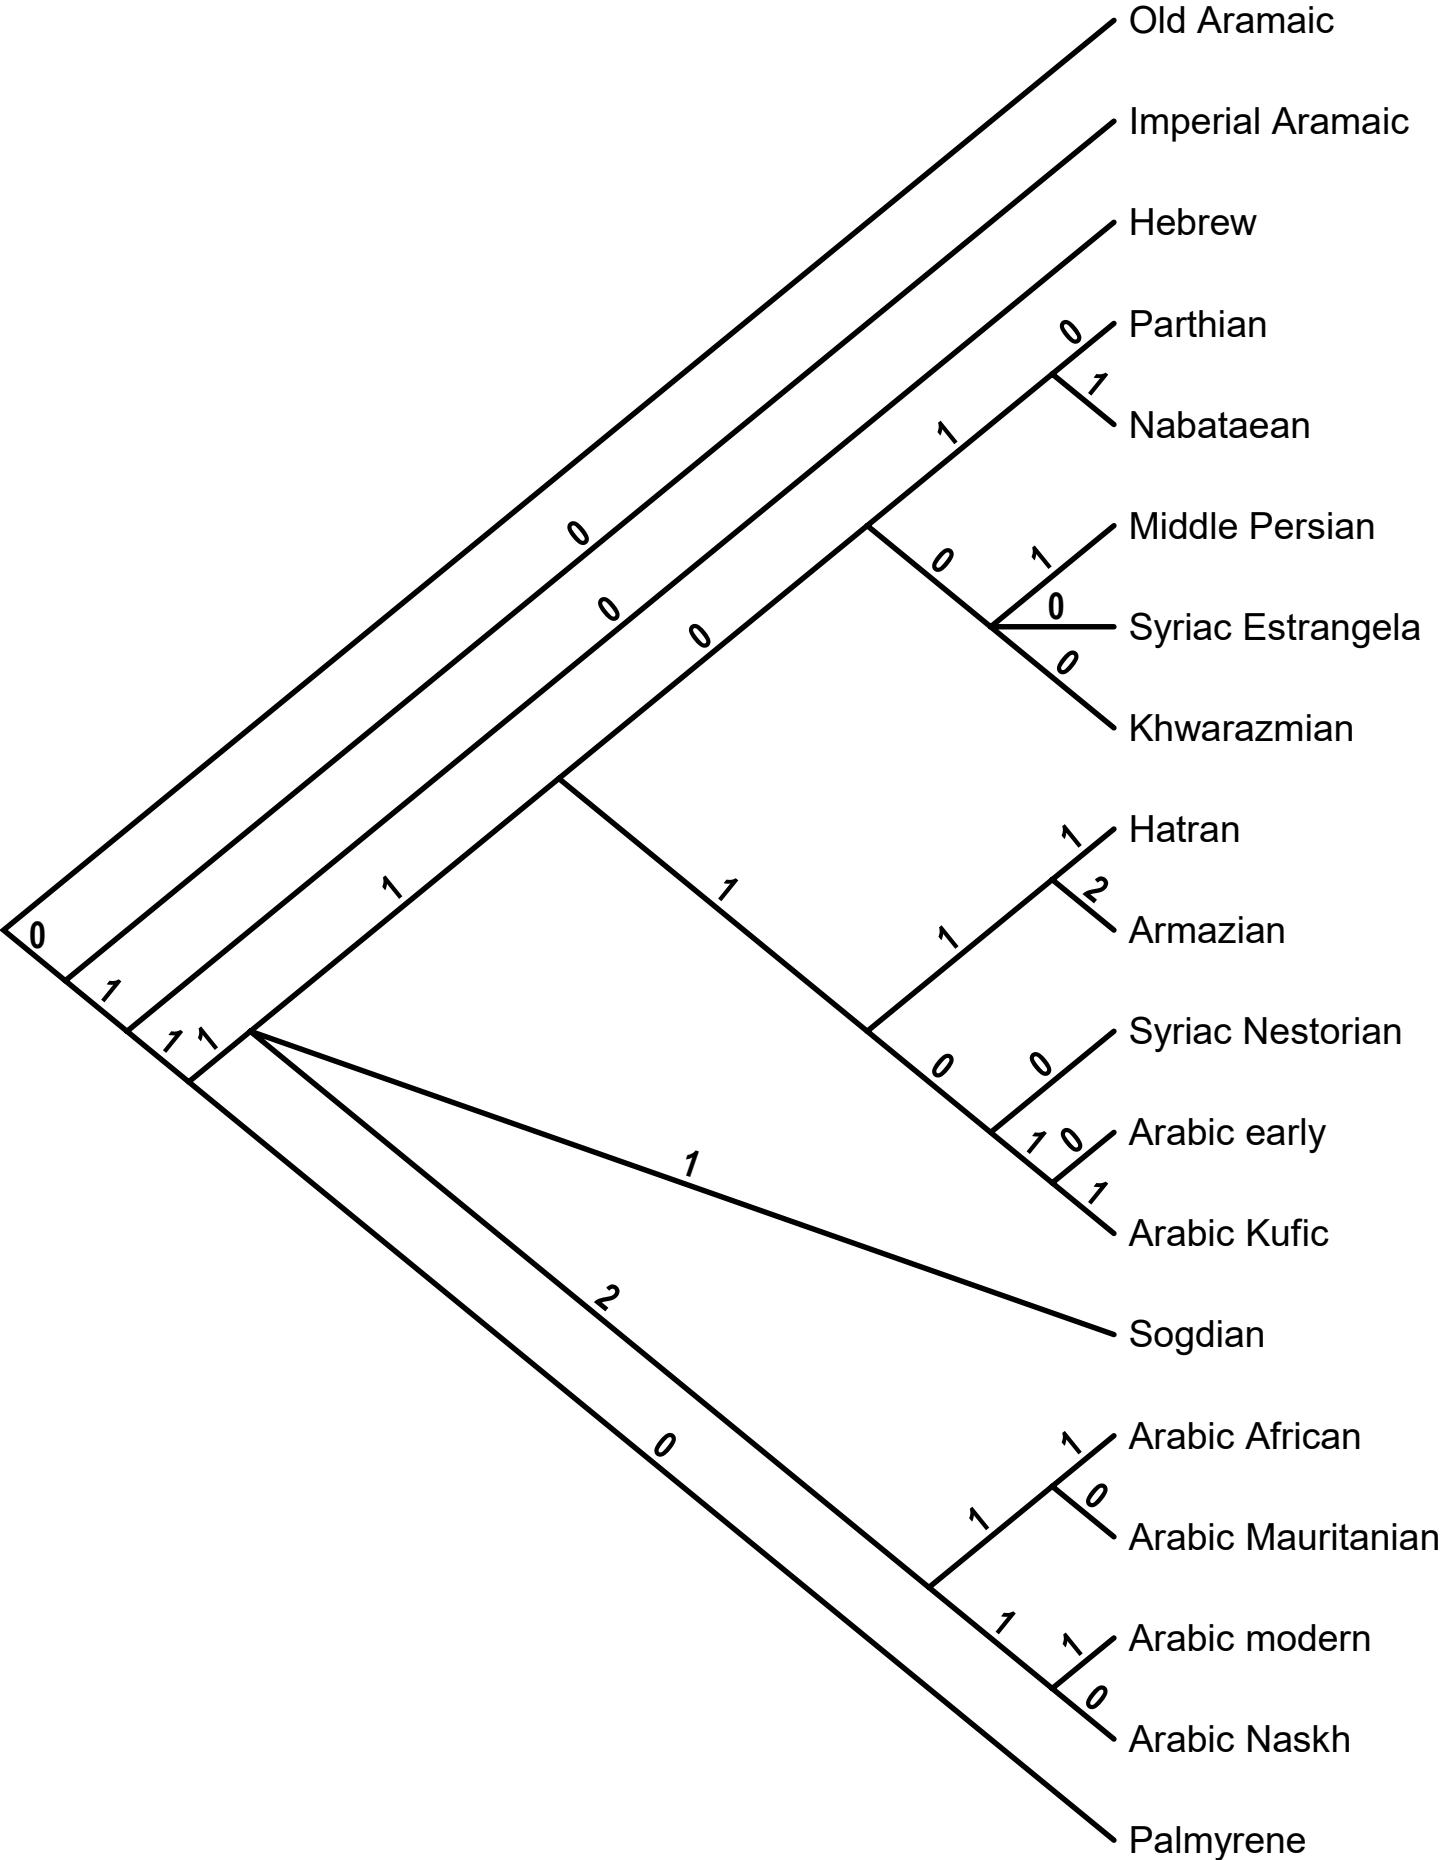 Old Aramaic
Imperial Aramaic
Hebrew
0
Parthian
1
Nabataean
1
Middle Persian
0
1
0
0
Syriac Estrangela
0
0
0
Khwarazmian
1
Hatran
1
1
2
Armazian
0
1
1
Syriac Nestorian
1
1
1
0
0
1
0
Arabic early
1
1
Arabic Kufic
2
Sogdian
0
1
Arabic African
1
0
Arabic Mauritanian
1
1
Arabic modern
0
Arabic Naskh
Palmyrene